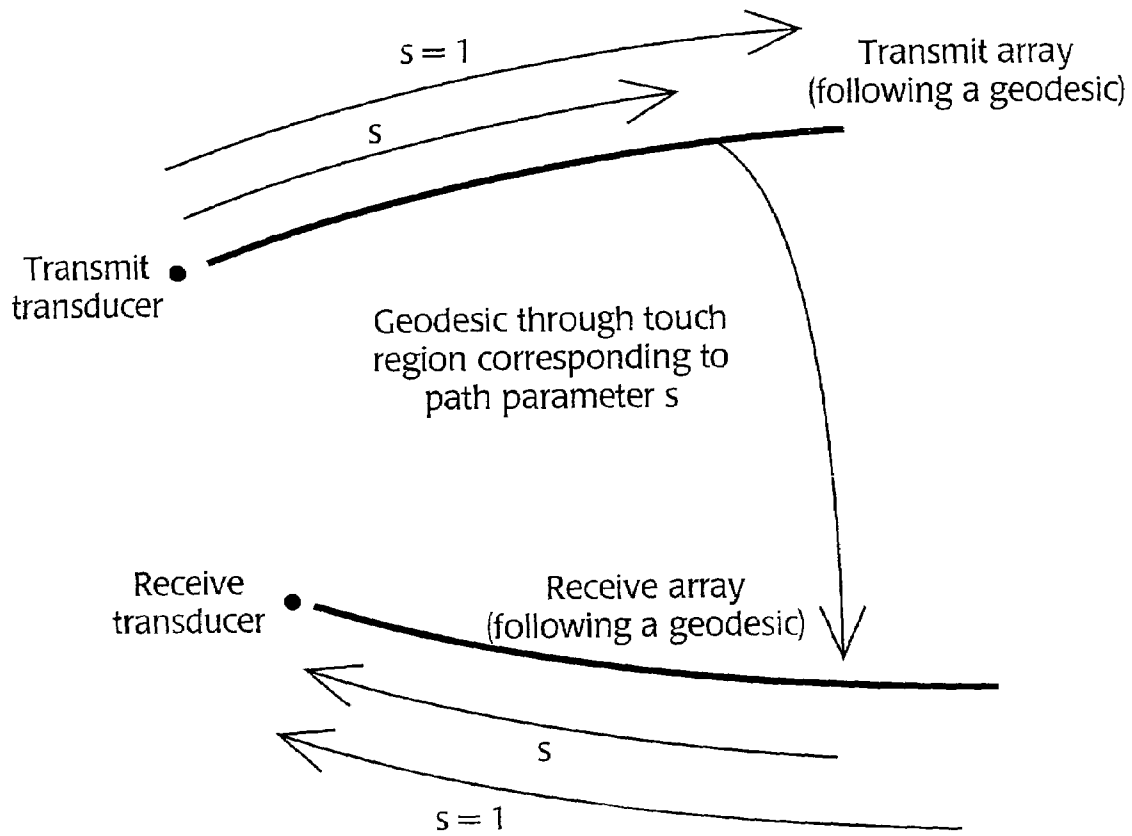 s = 1
Transmit array
(following a geodesic)
s
Transmit
transducer
Geodesic through touch
region corresponding to
path parameter s
Receive
transducer
Receive array
(following a geodesic)
s
s = 1